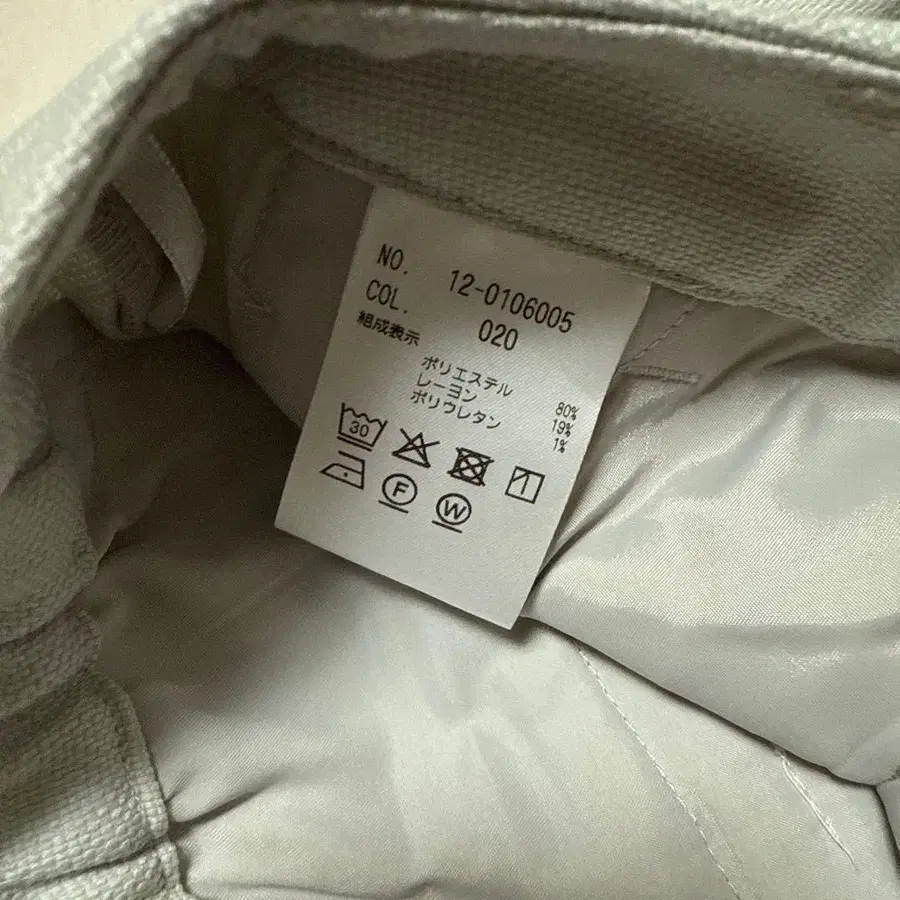 NO. 12-0106005
COL. 020
組成表示
ポリエステル 80%
レーヨン 19%
ポリウレタン 1%
30
F W